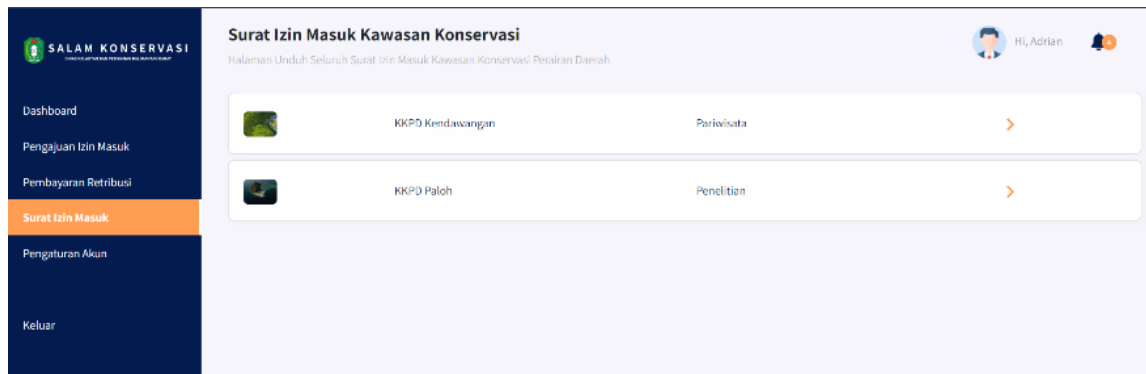 SALAM KONSERVASI
Dashboard
Pengajuan Izin Masuk
Pembayaran Retribusi
Surat Izin Masuk
Pengaturan Akun
Keluar
Surat Izin Masuk Kawasan Konservasi
Halaman Unduh Seluruh Surat Izin Masuk Kawasan Konservasi Perairan Daerah
Hi, Adrian
KKPD Kendawangan Pariwisata
KKPD Paloh Penelitian